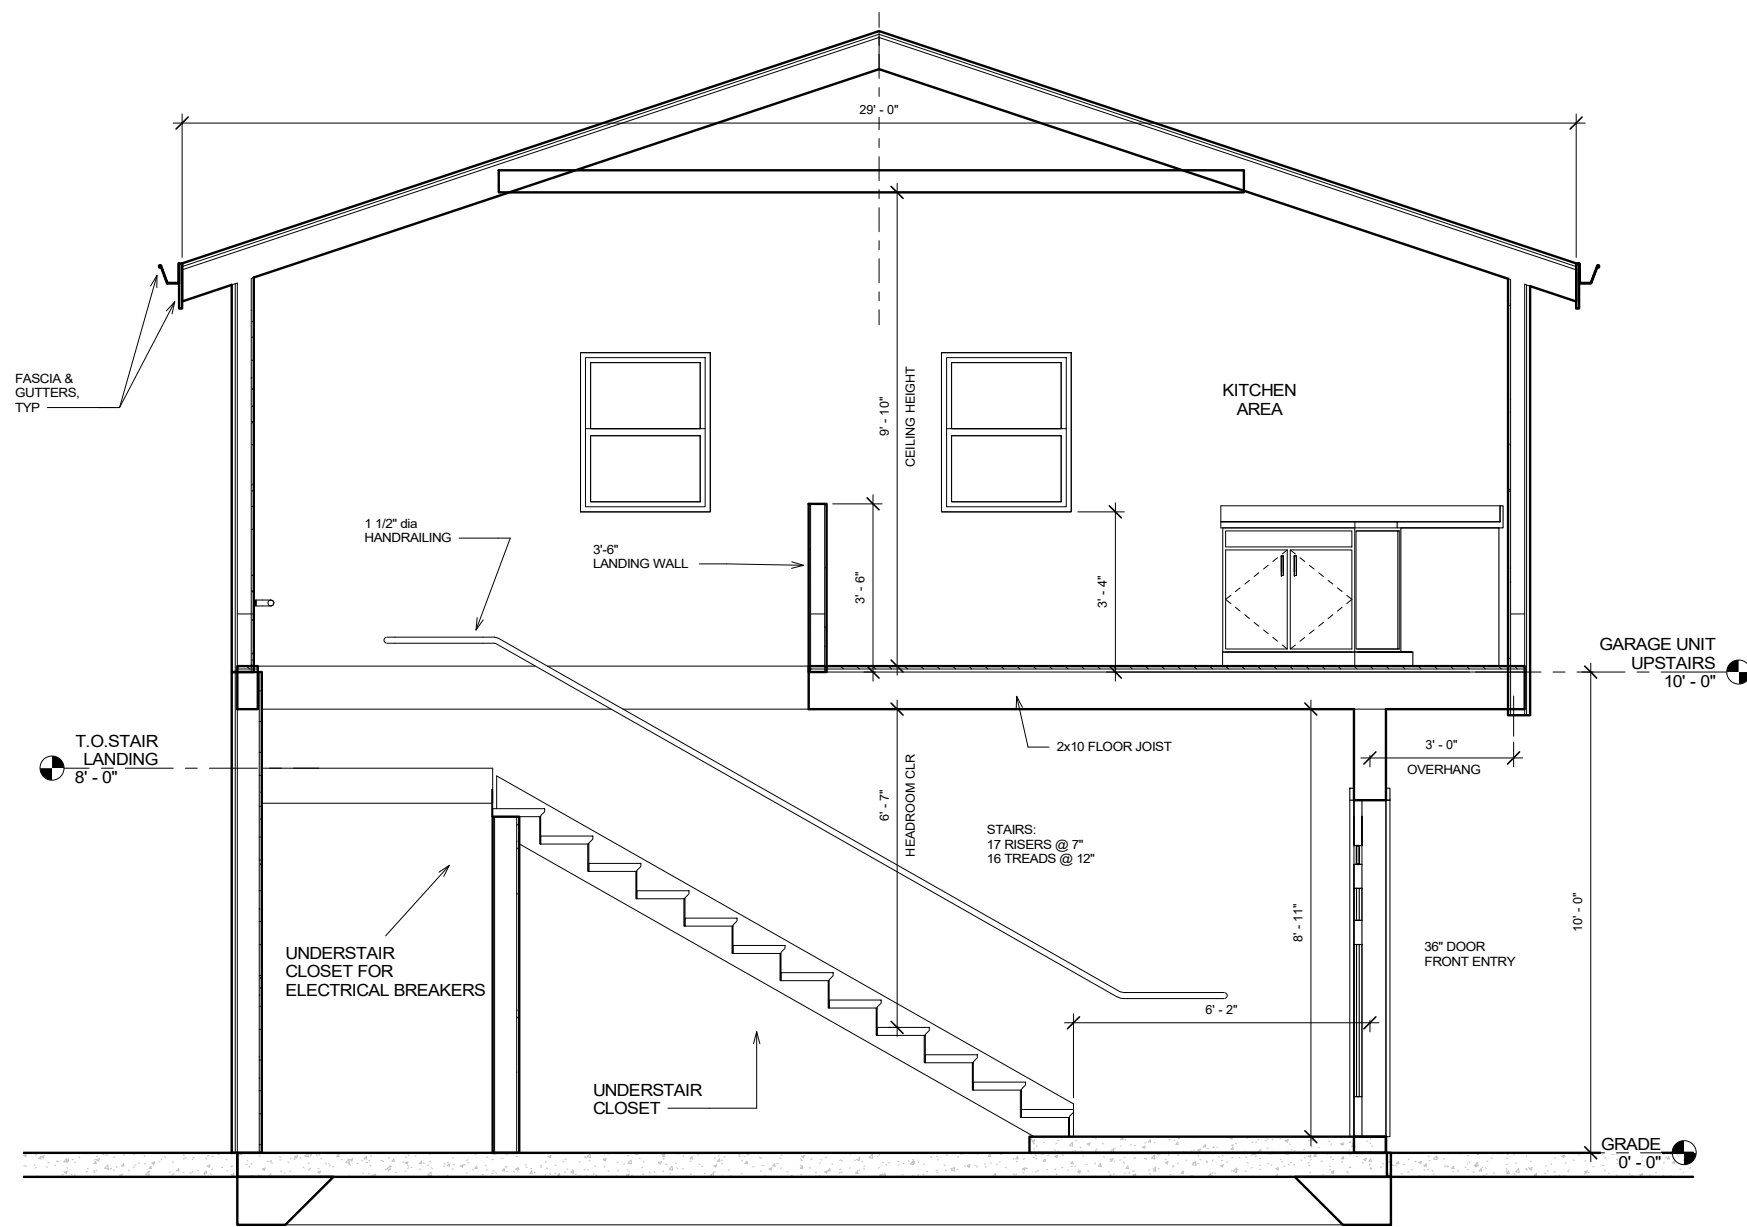 29' - 0"
FASCIA &
GUTTERS,
TYP
9' - 10"
CEILING HEIGHT
KITCHEN
AREA
1 1/2" dia
HANDRAILING
3'-6"
LANDING WALL
3' - 6"
3' - 4"
GARAGE UNIT
UPSTAIRS
10' - 0"
T.O.STAIR
LANDING
8' - 0"
2x10 FLOOR JOIST
3' - 0"
OVERHANG
6' - 7"
HEADROOM CLR
STAIRS:
17 RISERS @ 7"
16 TREADS @ 12"
8' - 11"
10' - 0"
UNDERSTAIR
CLOSET FOR
ELECTRICAL BREAKERS
36" DOOR
FRONT ENTRY
6' - 2"
UNDERSTAIR
CLOSET
GRADE
0' - 0"